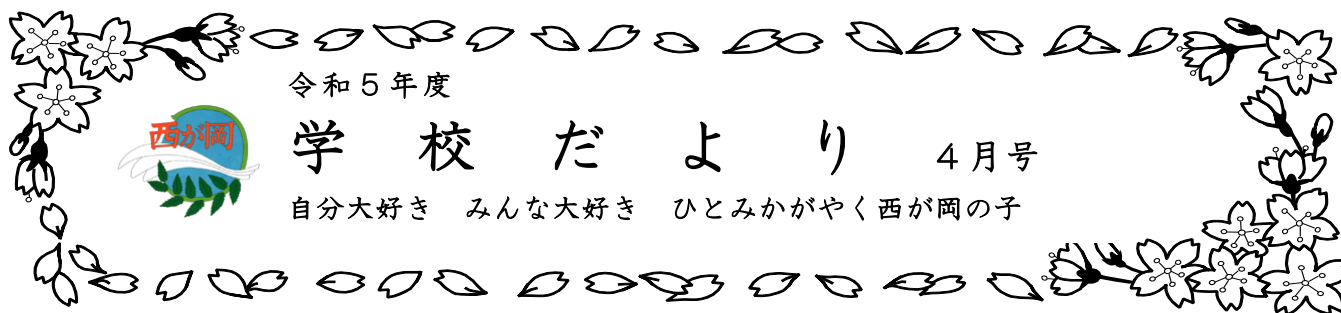 令和５年度
西が岡
学校だより ４月号
自分大好き みんな大好き ひとみかがやく西が岡の子